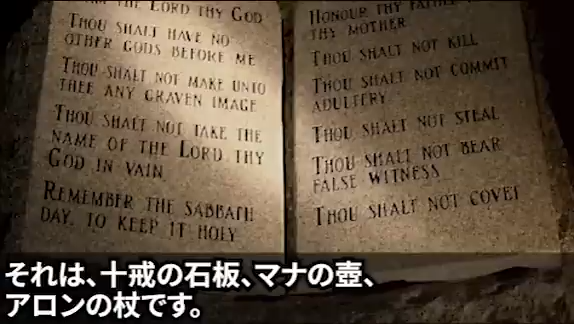 I AM THE LORD THY GOD
THOU SHALT HAVE NO
OTHER GODS BEFORE ME
THOU SHALT NOT MAKE UNTO
THEE ANY GRAVEN IMAGE
THOU SHALT NOT TAKE THE
NAME OF THE LORD THY
GOD IN VAIN
REMEMBER THE SABBATH
DAY, TO KEEP IT HOLY
HONOUR THY FATHER AND
THY MOTHER
THOU SHALT NOT KILL
THOU SHALT NOT COMMIT
ADULTERY
THOU SHALT NOT STEAL
THOU SHALT NOT BEAR
FALSE WITNESS
THOU SHALT NOT COVET
それは、十戒の石板、マナの壺、
アロンの杖です。